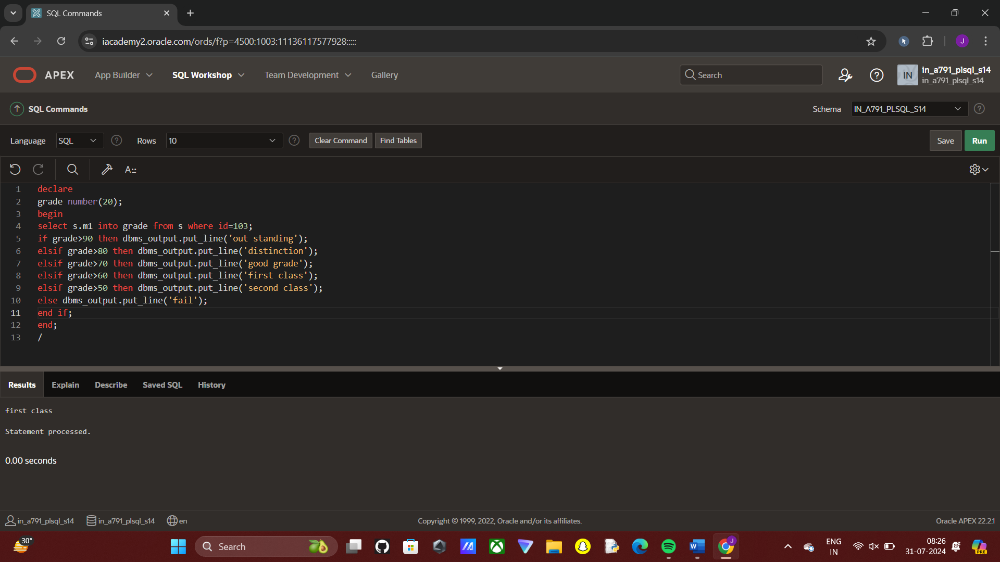 SQL Commands
iacademy2.oracle.com/ords/f?p=4500:1003:11136117577928:::::
J
APEX
App Builder
SQL Workshop
Team Development
Gallery
Search
IN
in_a791_plsql_s14
in_a791_plsql_s14
SQL Commands
Schema
IN_A791_PLSQL_S14
Language
SQL
Rows
10
Clear Command
Find Tables
Save
Run
1 declare
2 grade number(20);
3 begin
4 select s.m1 into grade from s where id=103;
5 if grade>90 then dbms_output.put_line('out standing');
6 elsif grade>80 then dbms_output.put_line('distinction');
7 elsif grade>70 then dbms_output.put_line('good grade');
8 elsif grade>60 then dbms_output.put_line('first class');
9 elsif grade>50 then dbms_output.put_line('second class');
10 else dbms_output.put_line('fail');
11 end if;
12 end;
13 /
Results
Explain
Describe
Saved SQL
History
first class
Statement processed.
0.00 seconds
in_a791_plsql_s14
in_a791_plsql_s14
en
Copyright © 1999, 2022, Oracle and/or its affiliates.
Oracle APEX 22.2.1
30°
Search
J
ENG
IN
08:26
31-07-2024
PRE